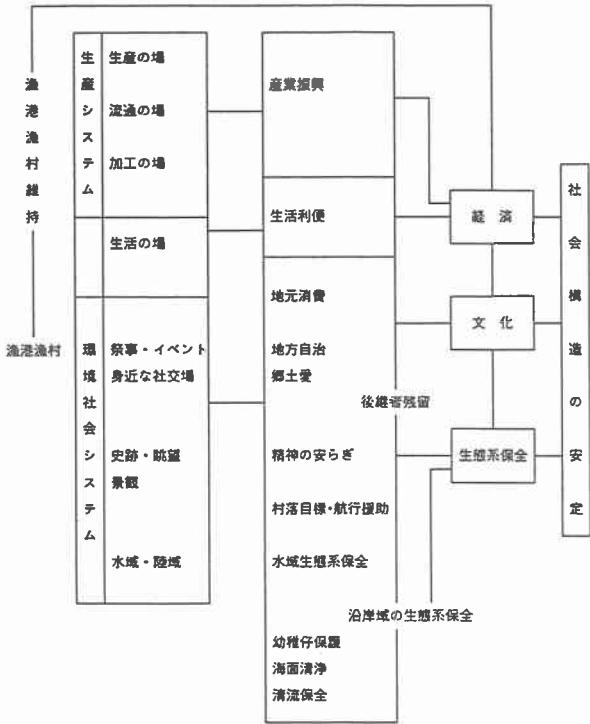 漁港漁村維持
漁港漁村
生産システム
生産の場
流通の場
加工の場
生活の場
環境社会システム
祭事・イベント
身近な社交場
史跡・眺望
景観
水域・陸域
産業振興
生活利便
地元消費
地方自治
郷土愛
後継者残留
精神の安らぎ
村落目標・航行援助
水域生態系保全
沿岸域の生態系保全
幼稚仔保護
海面清浄
清流保全
経済
文化
生態系保全
社会構造の安定